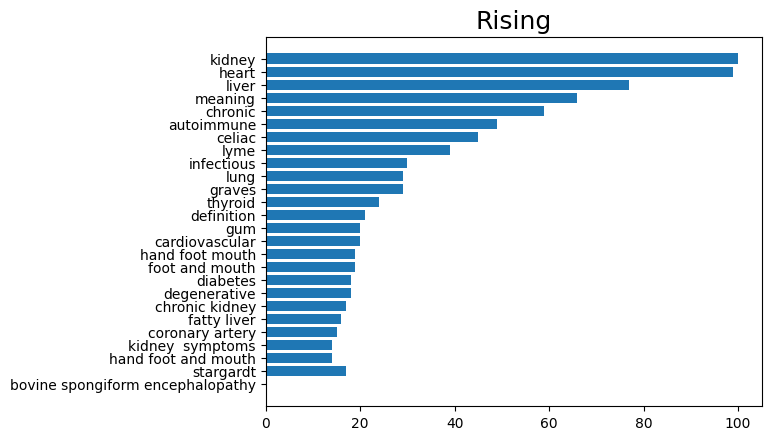 Rising
kidney
heart
liver
meaning
chronic
autoimmune
celiac
lyme
infectious
lung
graves
thyroid
definition
gum
cardiovascular
hand foot mouth
foot and mouth
diabetes
degenerative
chronic kidney
fatty liver
coronary artery
kidney  symptoms
hand foot and mouth
stargardt
bovine spongiform encephalopathy
0 20 40 60 80 100